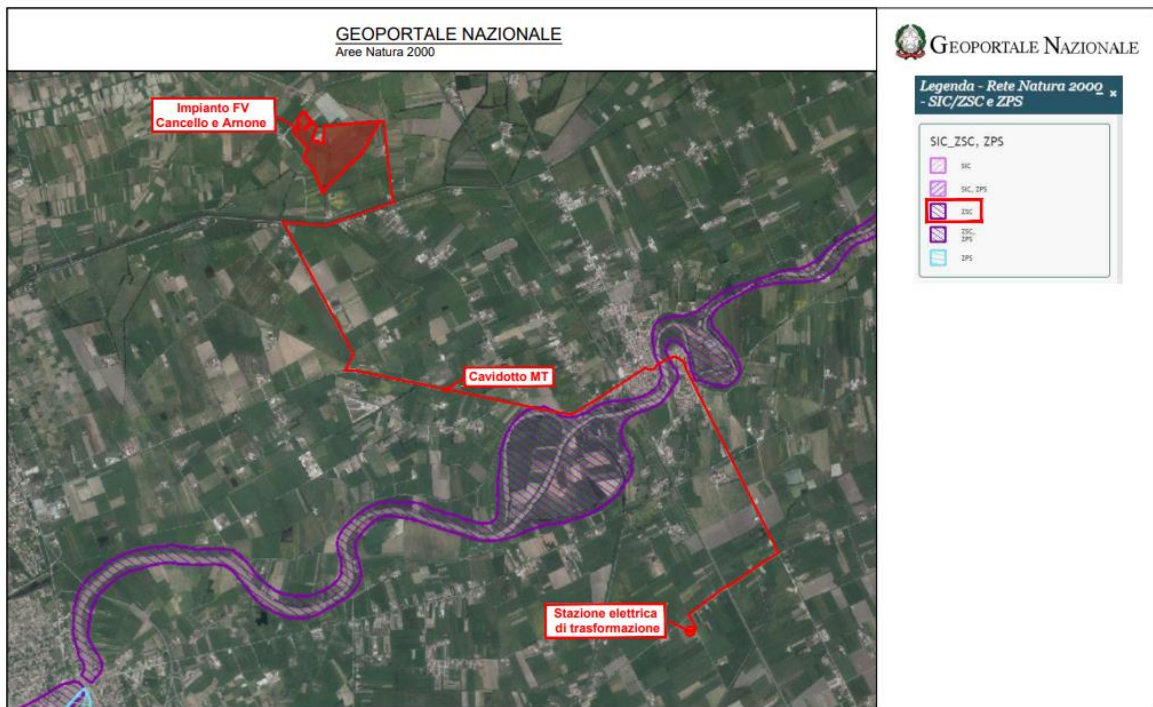 GEOPORTALE NAZIONALE
Aree Natura 2000
GEOPORTALE NAZIONALE
Legenda - Rete Natura 2000
- SIC/ZSC e ZPS
SIC_ZSC, ZPS
SIC
SIC, ZPS
ZSC
ZSC,
ZPS
ZPS
Impianto FV
Cancello e Arnone
Cavidotto MT
Stazione elettrica
di trasformazione